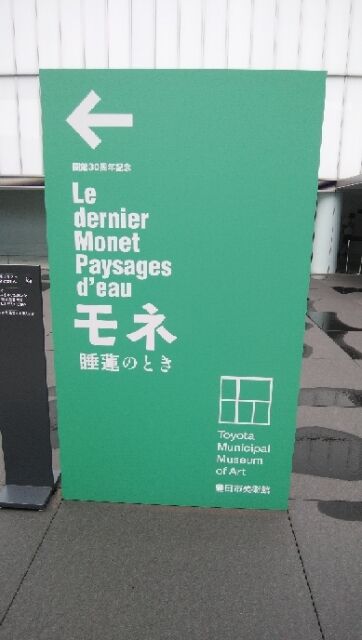 開館30周年記念
Le
dernier
Monet
Paysages
d'eau
モネ
睡蓮のとき
Toyota
Municipal
Museum
of Art
豊田市美術館